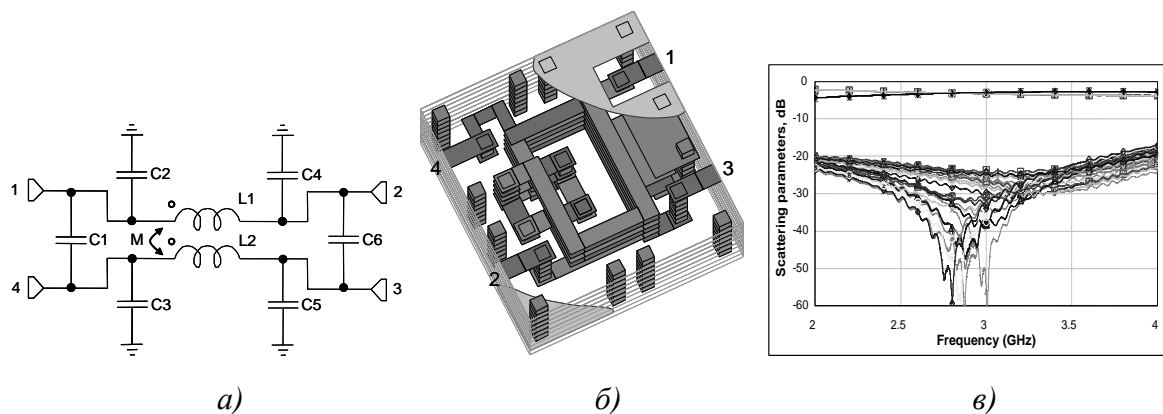 1
4
C1
C2
C3
M
L1
L2
C4
C5
C6
2
3
а)
1
4
3
2
б)
Scattering parameters, dB
0
-10
-20
-30
-40
-50
-60
2
2.5
3
3.5
4
Frequency (GHz)
в)